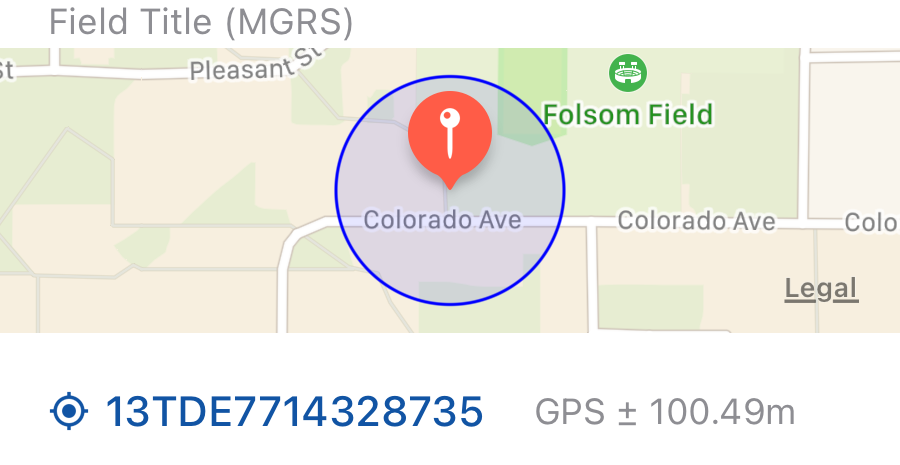 Field Title (MGRS)
St
Pleasant St
Folsom Field
Colorado Ave
Colorado Ave
Colo
Legal
13TDE7714328735 GPS ± 100.49m